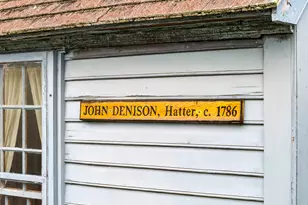 JOHN DENISON, Hatter, c. 1786